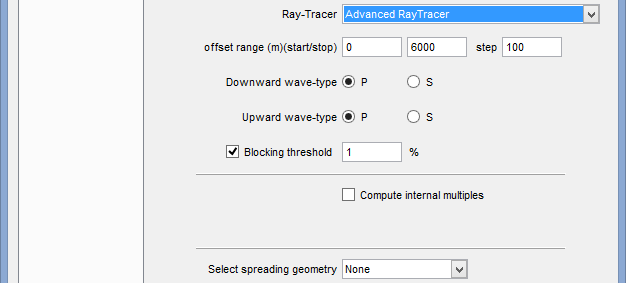 Ray-Tracer Advanced RayTracer
offset range (m)(start/stop) 0 6000 step 100
Downward wave-type P S
Upward wave-type P S
Blocking threshold 1 %
Compute internal multiples
Select spreading geometry None